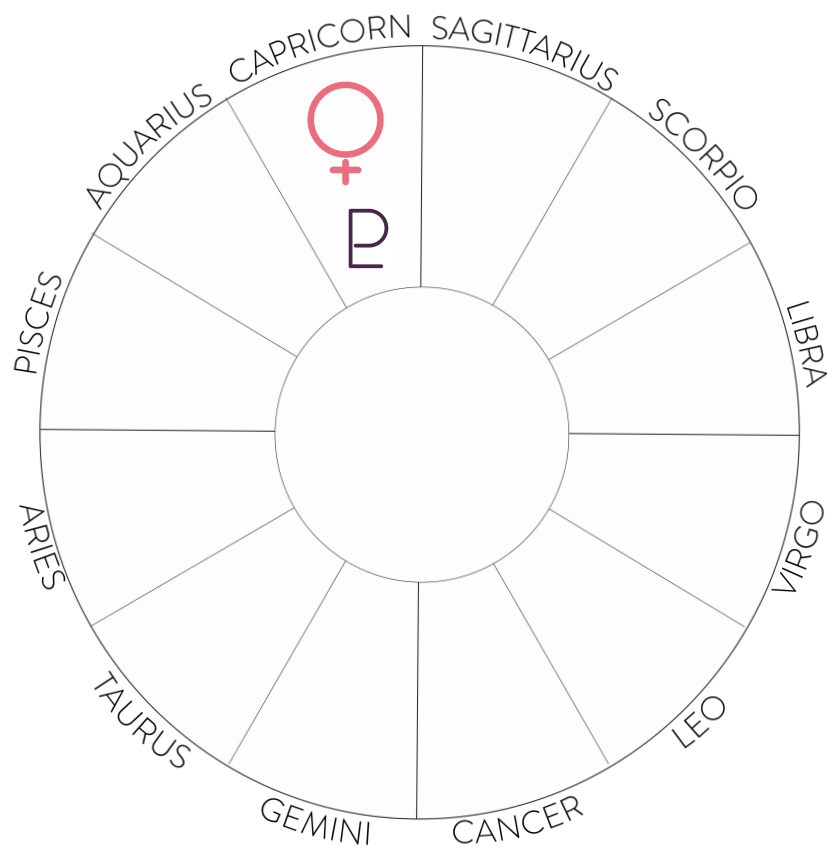 CAPRICORN
SAGITTARIUS
AQUARIUS
SCORPIO
PISCES
LIBRA
ARIES
VIRGO
TAURUS
LEO
GEMINI
CANCER